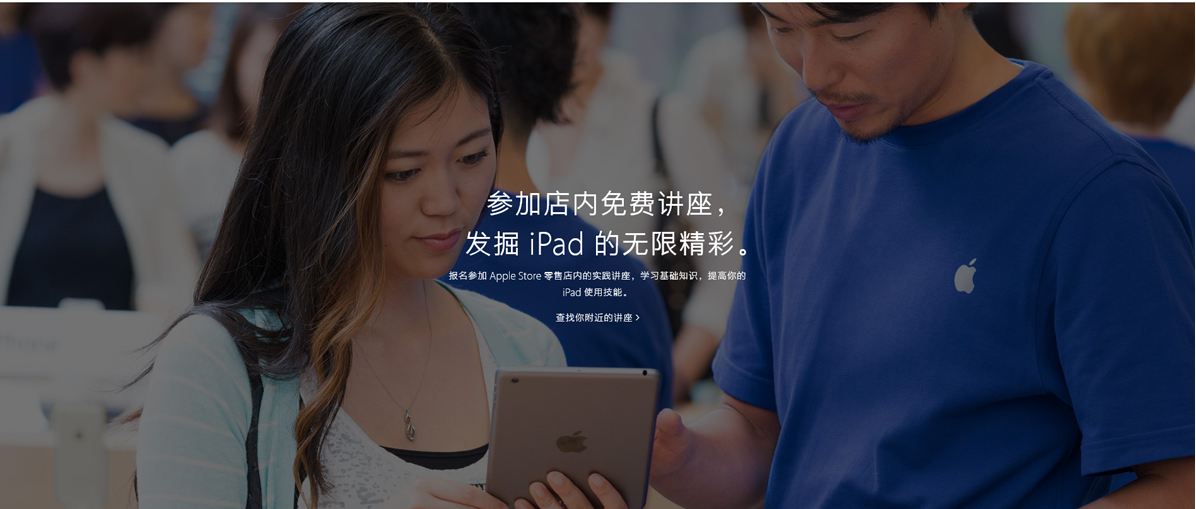 参加店内免费讲座，
发掘 iPad 的无限精彩。
报名参加 Apple Store 零售店内的实践讲座，学习基础知识，提高你的
iPad 使用技能。
查找你附近的讲座 >